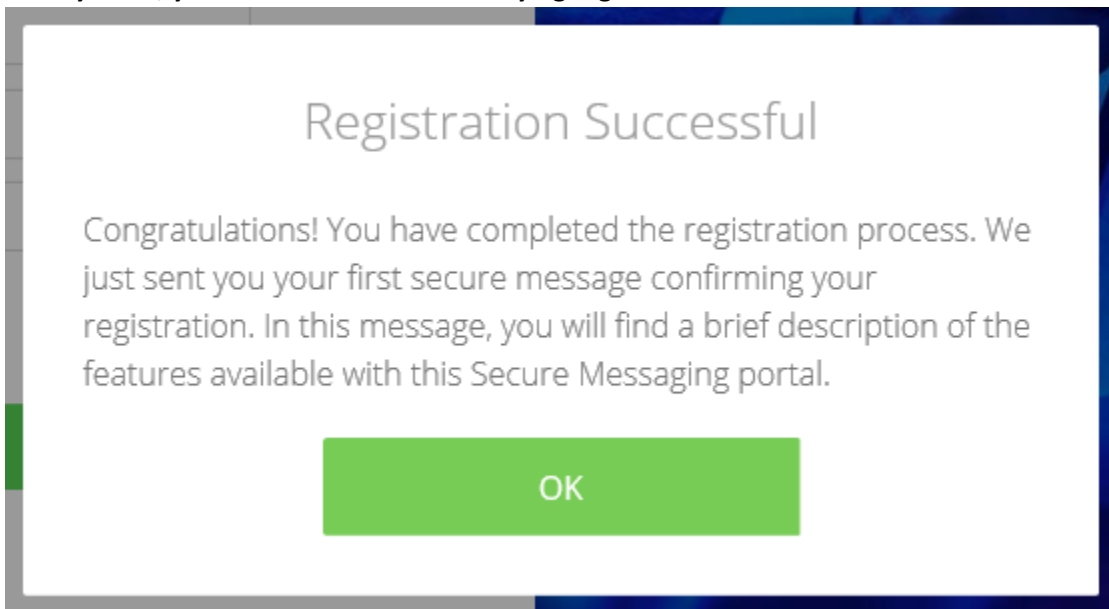 Registration Successful
Congratulations! You have completed the registration process. We
just sent you your first secure message confirming your
registration. In this message, you will find a brief description of the
features available with this Secure Messaging portal.
OK